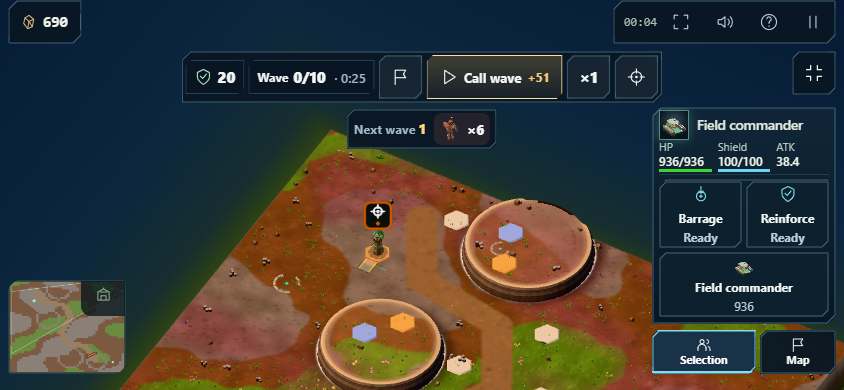 690
00:04
20
Wave 0/10 · 0:25
Call wave +51
×1
Next wave 1
×6
Field commander
HP Shield ATK
936/936 100/100 38.4
Barrage
Ready
Reinforce
Ready
Field commander
936
Selection
Map